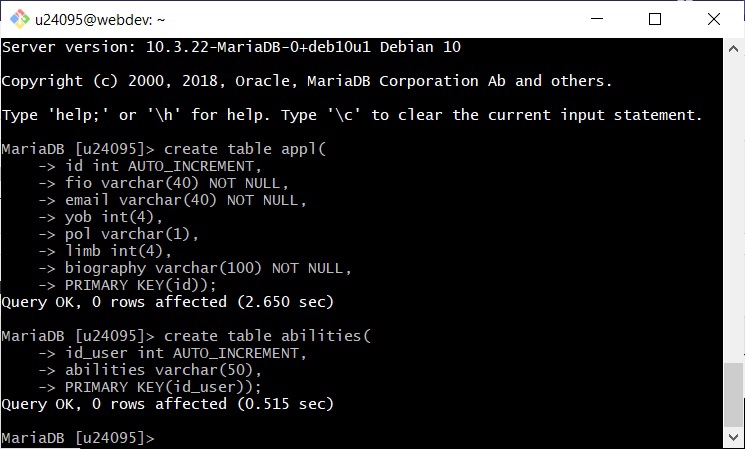 u24095@webdev: ~
Server version: 10.3.22-MariaDB-0+deb10u1 Debian 10
Copyright (c) 2000, 2018, Oracle, MariaDB Corporation Ab and others.
Type 'help;' or '\h' for help. Type '\c' to clear the current input statement.
MariaDB [u24095]> create table appl(
    -> id int AUTO_INCREMENT,
    -> fio varchar(40) NOT NULL,
    -> email varchar(40) NOT NULL,
    -> yob int(4),
    -> pol varchar(1),
    -> limb int(4),
    -> biography varchar(100) NOT NULL,
    -> PRIMARY KEY(id));
Query OK, 0 rows affected (2.650 sec)
MariaDB [u24095]> create table abilities(
    -> id_user int AUTO_INCREMENT,
    -> abilities varchar(50),
    -> PRIMARY KEY(id_user));
Query OK, 0 rows affected (0.515 sec)
MariaDB [u24095]>